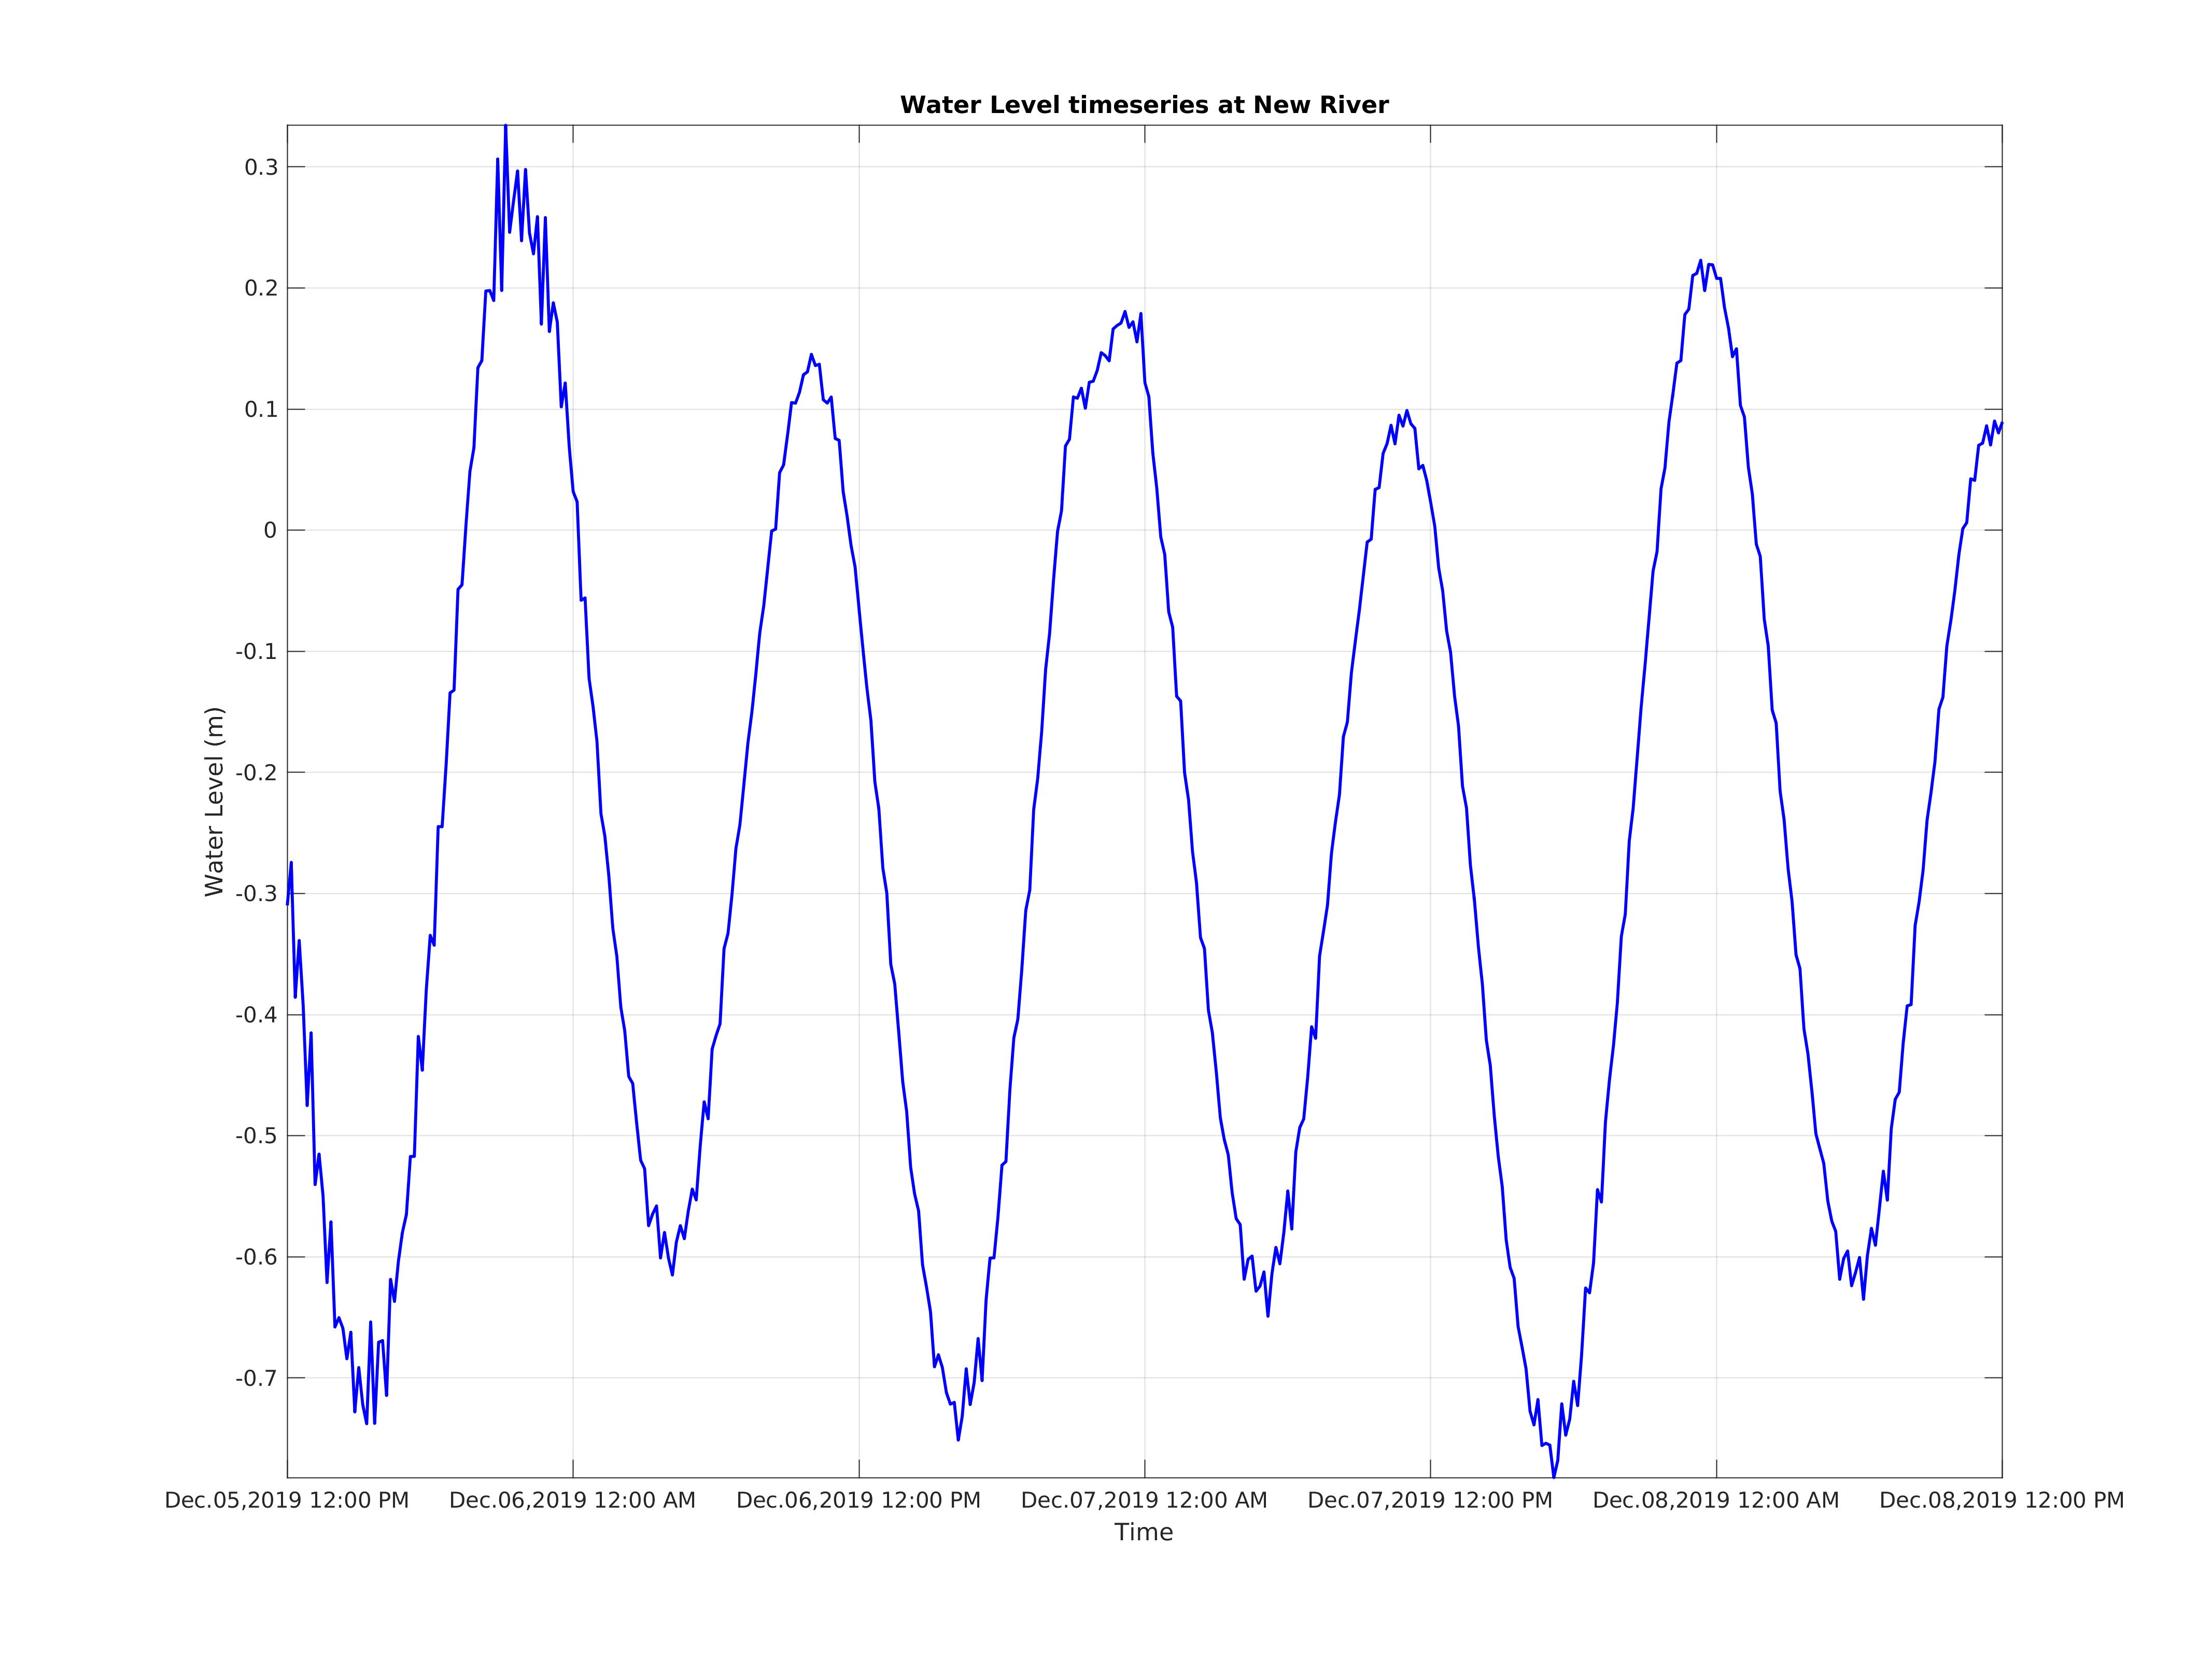 Water Level timeseries at New River
0.3
0.2
0.1
0
-0.1
-0.2
-0.3
-0.4
-0.5
-0.6
-0.7
Water Level (m)
Dec.05,2019 12:00 PM Dec.06,2019 12:00 AM Dec.06,2019 12:00 PM Dec.07,2019 12:00 AM Dec.07,2019 12:00 PM Dec.08,2019 12:00 AM Dec.08,2019 12:00 PM
Time